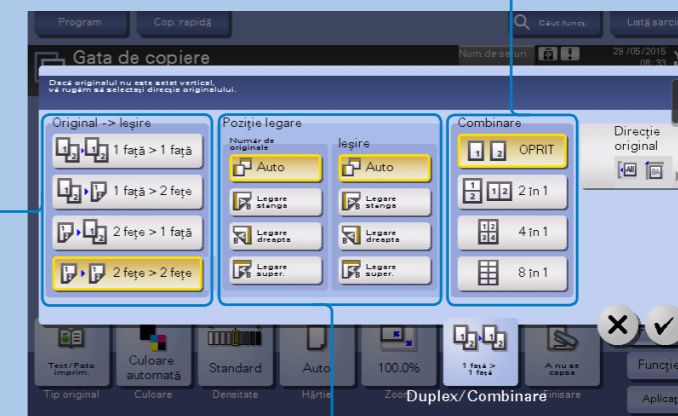 Program
Cop. rapidă
Căut.funcț.
Listă sarcin
Gata de copiere
Num.de seturi
29/05/2015
08:33
Dacă originalul nu este setat vertical,
vă rugăm să selectați direcția originalului.
Original -> Ieșire
1 față > 1 față
1 față > 2 fețe
2 fețe > 1 față
2 fețe > 2 fețe
Poziție legare
Număr de
originale
Auto
Legare
stânga
Legare
dreapta
Legare
super.
Ieșire
Auto
Legare
stânga
Legare
dreapta
Legare
super.
Combinare
OPRIT
2 în 1
4 în 1
8 în 1
Direcție
original
Text/Foto
imprim.
Tip original
Culoare
automată
Culoare
Standard
Densitate
Auto
Hârtie
100.0%
Zoom
1 față >
1 față
Duplex/Combinare
A nu se
capsa
Finisare
Funcție
Aplicaț